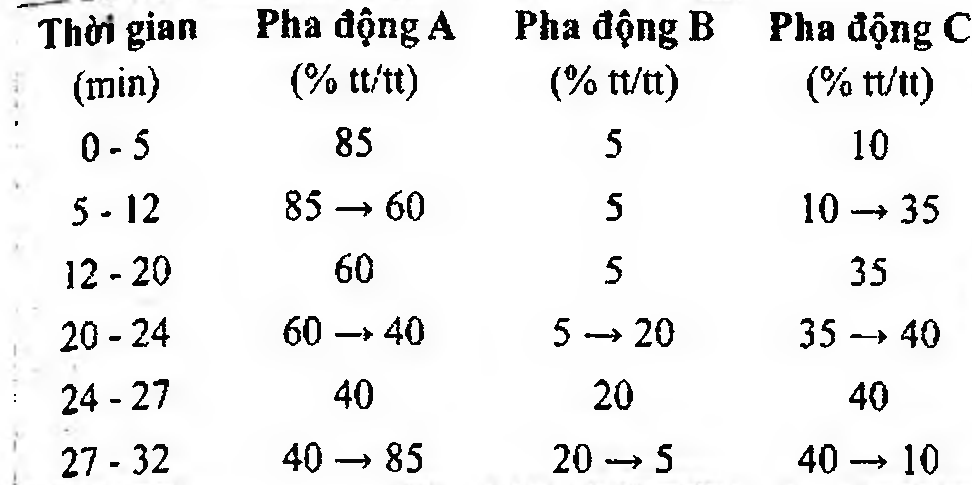 Thời gian Pha động A Pha động B Pha động C
(min) (% tt/tt) (% tt/tt) (% tt/tt)
0 - 5 85 5 10
5 - 12 85 → 60 5 10 → 35
12 - 20 60 5 35
20 - 24 60 → 40 5 → 20 35 → 40
24 - 27 40 20 40
27 - 32 40 → 85 20 → 5 40 → 10